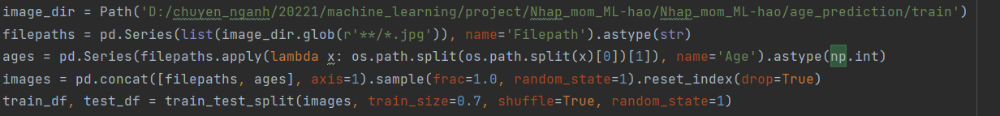 image_dir = Path('D:/chuyen_nganh/20221/machine_learning/project/Nhap_mom_ML-hao/Nhap_mom_ML-hao/age_prediction/train')
filepaths = pd.Series(list(image_dir.glob(r'**/*.jpg')), name='Filepath').astype(str)
ages = pd.Series(filepaths.apply(lambda x: os.path.split(os.path.split(x)[0])[1]), name='Age').astype(np.int)
images = pd.concat([filepaths, ages], axis=1).sample(frac=1.0, random_state=1).reset_index(drop=True)
train_df, test_df = train_test_split(images, train_size=0.7, shuffle=True, random_state=1)